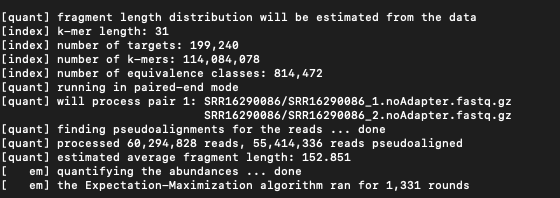 [quant] fragment length distribution will be estimated from the data
[index] k-mer length: 31
[index] number of targets: 199,240
[index] number of k-mers: 114,084,078
[index] number of equivalence classes: 814,472
[quant] running in paired-end mode
[quant] will process pair 1: SRR16290086/SRR16290086_1.noAdapter.fastq.gz
                             SRR16290086/SRR16290086_2.noAdapter.fastq.gz
[quant] finding pseudoalignments for the reads ... done
[quant] processed 60,294,828 reads, 55,414,336 reads pseudoaligned
[quant] estimated average fragment length: 152.851
[   em] quantifying the abundances ... done
[   em] the Expectation-Maximization algorithm ran for 1,331 rounds